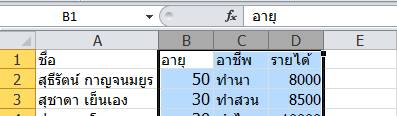 B1 fx อายุ
A B C D E
1 ชื่อ อายุ อาชีพ รายได้
2 สุธีรัตน์ กาญจนมยูร 50 ทำนา 8000
3 สุชาดา เย็นเอง 30 ทำสวน 8500